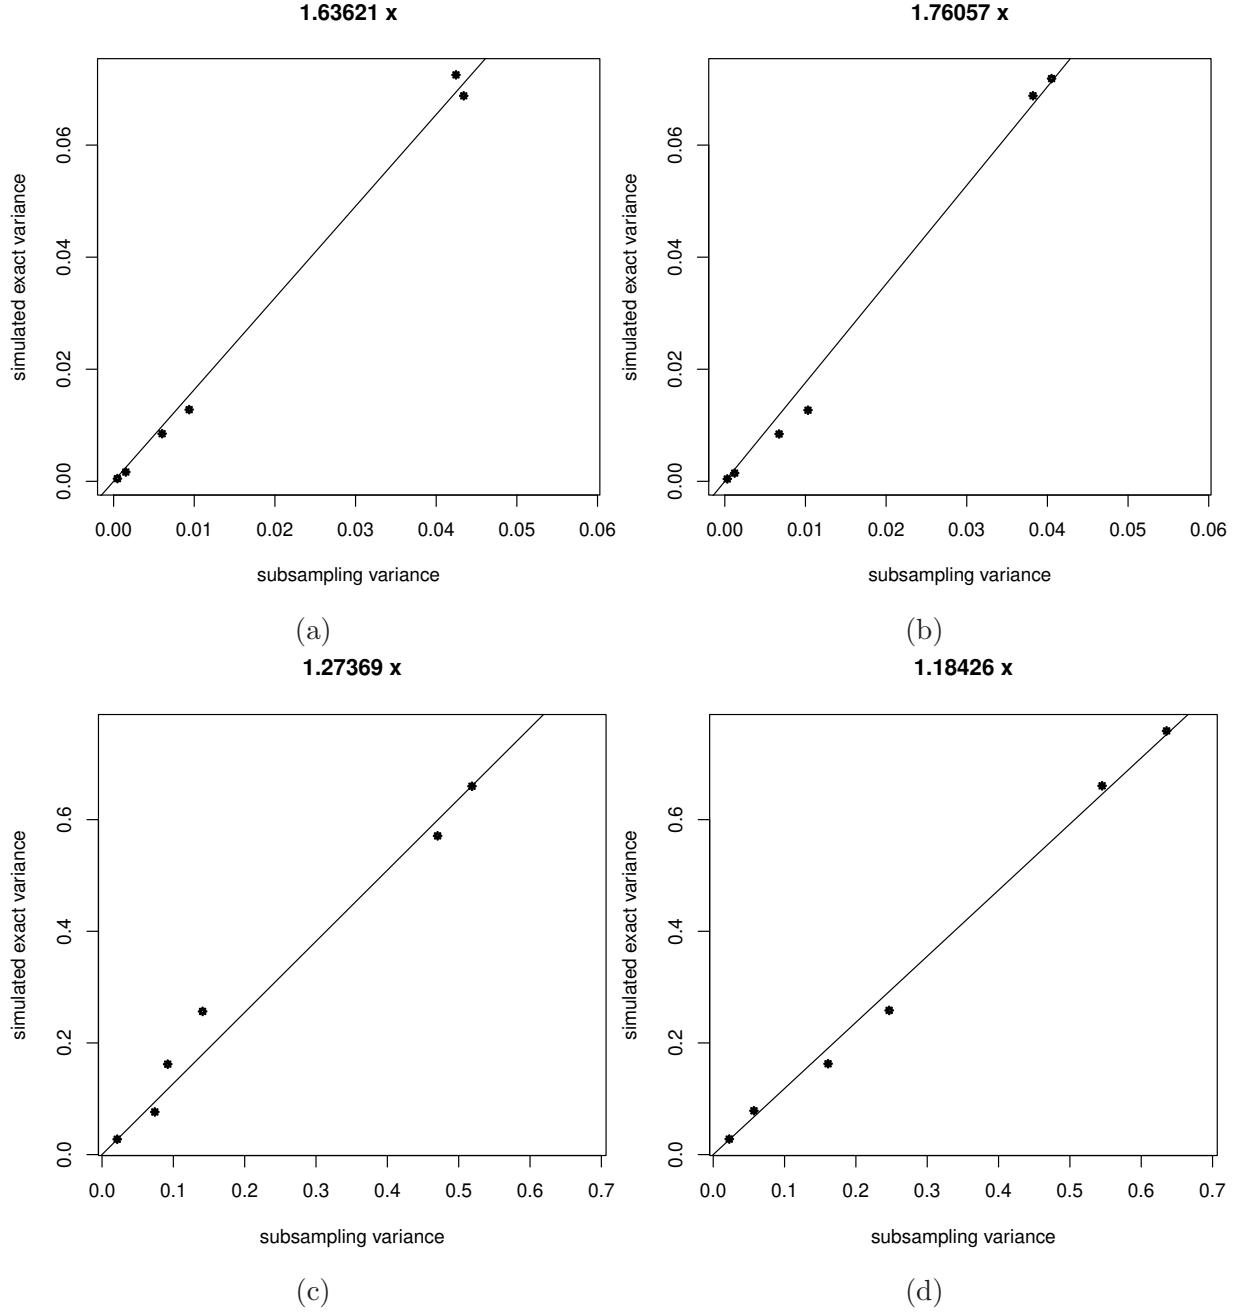 1.63621 x
simulated exact variance
0.00 0.02 0.04 0.06
0.00 0.01 0.02 0.03 0.04 0.05 0.06
subsampling variance
(a)
1.76057 x
simulated exact variance
0.00 0.02 0.04 0.06
0.00 0.01 0.02 0.03 0.04 0.05 0.06
subsampling variance
(b)
1.27369 x
simulated exact variance
0.0 0.2 0.4 0.6
0.0 0.1 0.2 0.3 0.4 0.5 0.6 0.7
subsampling variance
(c)
1.18426 x
simulated exact variance
0.0 0.2 0.4 0.6
0.0 0.1 0.2 0.3 0.4 0.5 0.6 0.7
subsampling variance
(d)